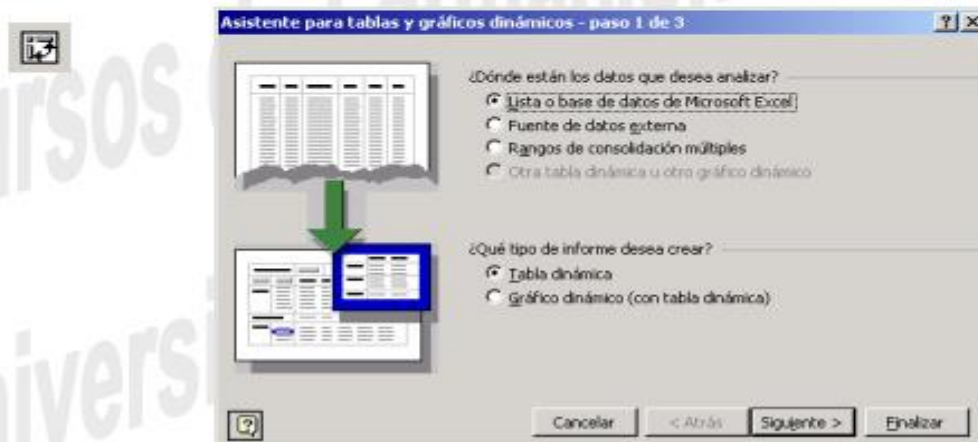 Asistente para tablas y gráficos dinámicos - paso 1 de 3
¿Dónde están los datos que desea analizar?
Lista o base de datos de Microsoft Excel
Fuente de datos externa
Rangos de consolidación múltiples
Otra tabla dinámica u otro gráfico dinámico
¿Qué tipo de informe desea crear?
Tabla dinámica
Gráfico dinámico (con tabla dinámica)
Cancelar
< Atrás
Siguiente >
Finalizar